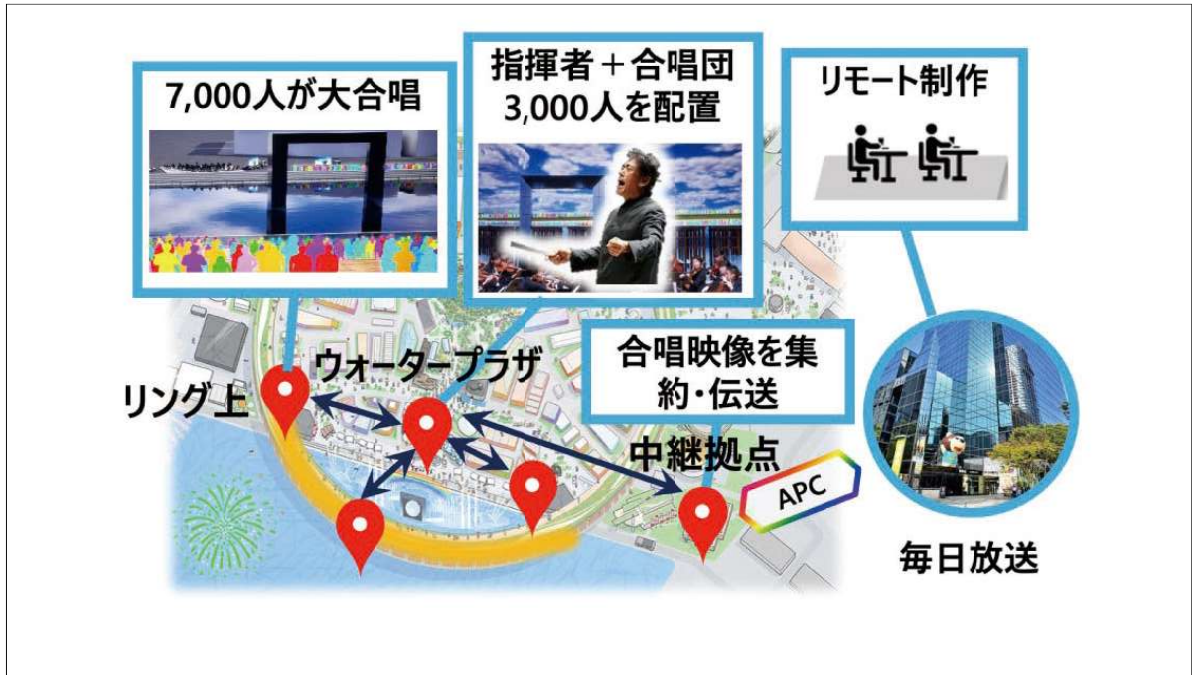 7,000人が大合唱
指揮者＋合唱団
3,000人を配置
リモート制作
合唱映像を集
約・伝送
ウォータープラザ
リング上
中継拠点
APC
毎日放送